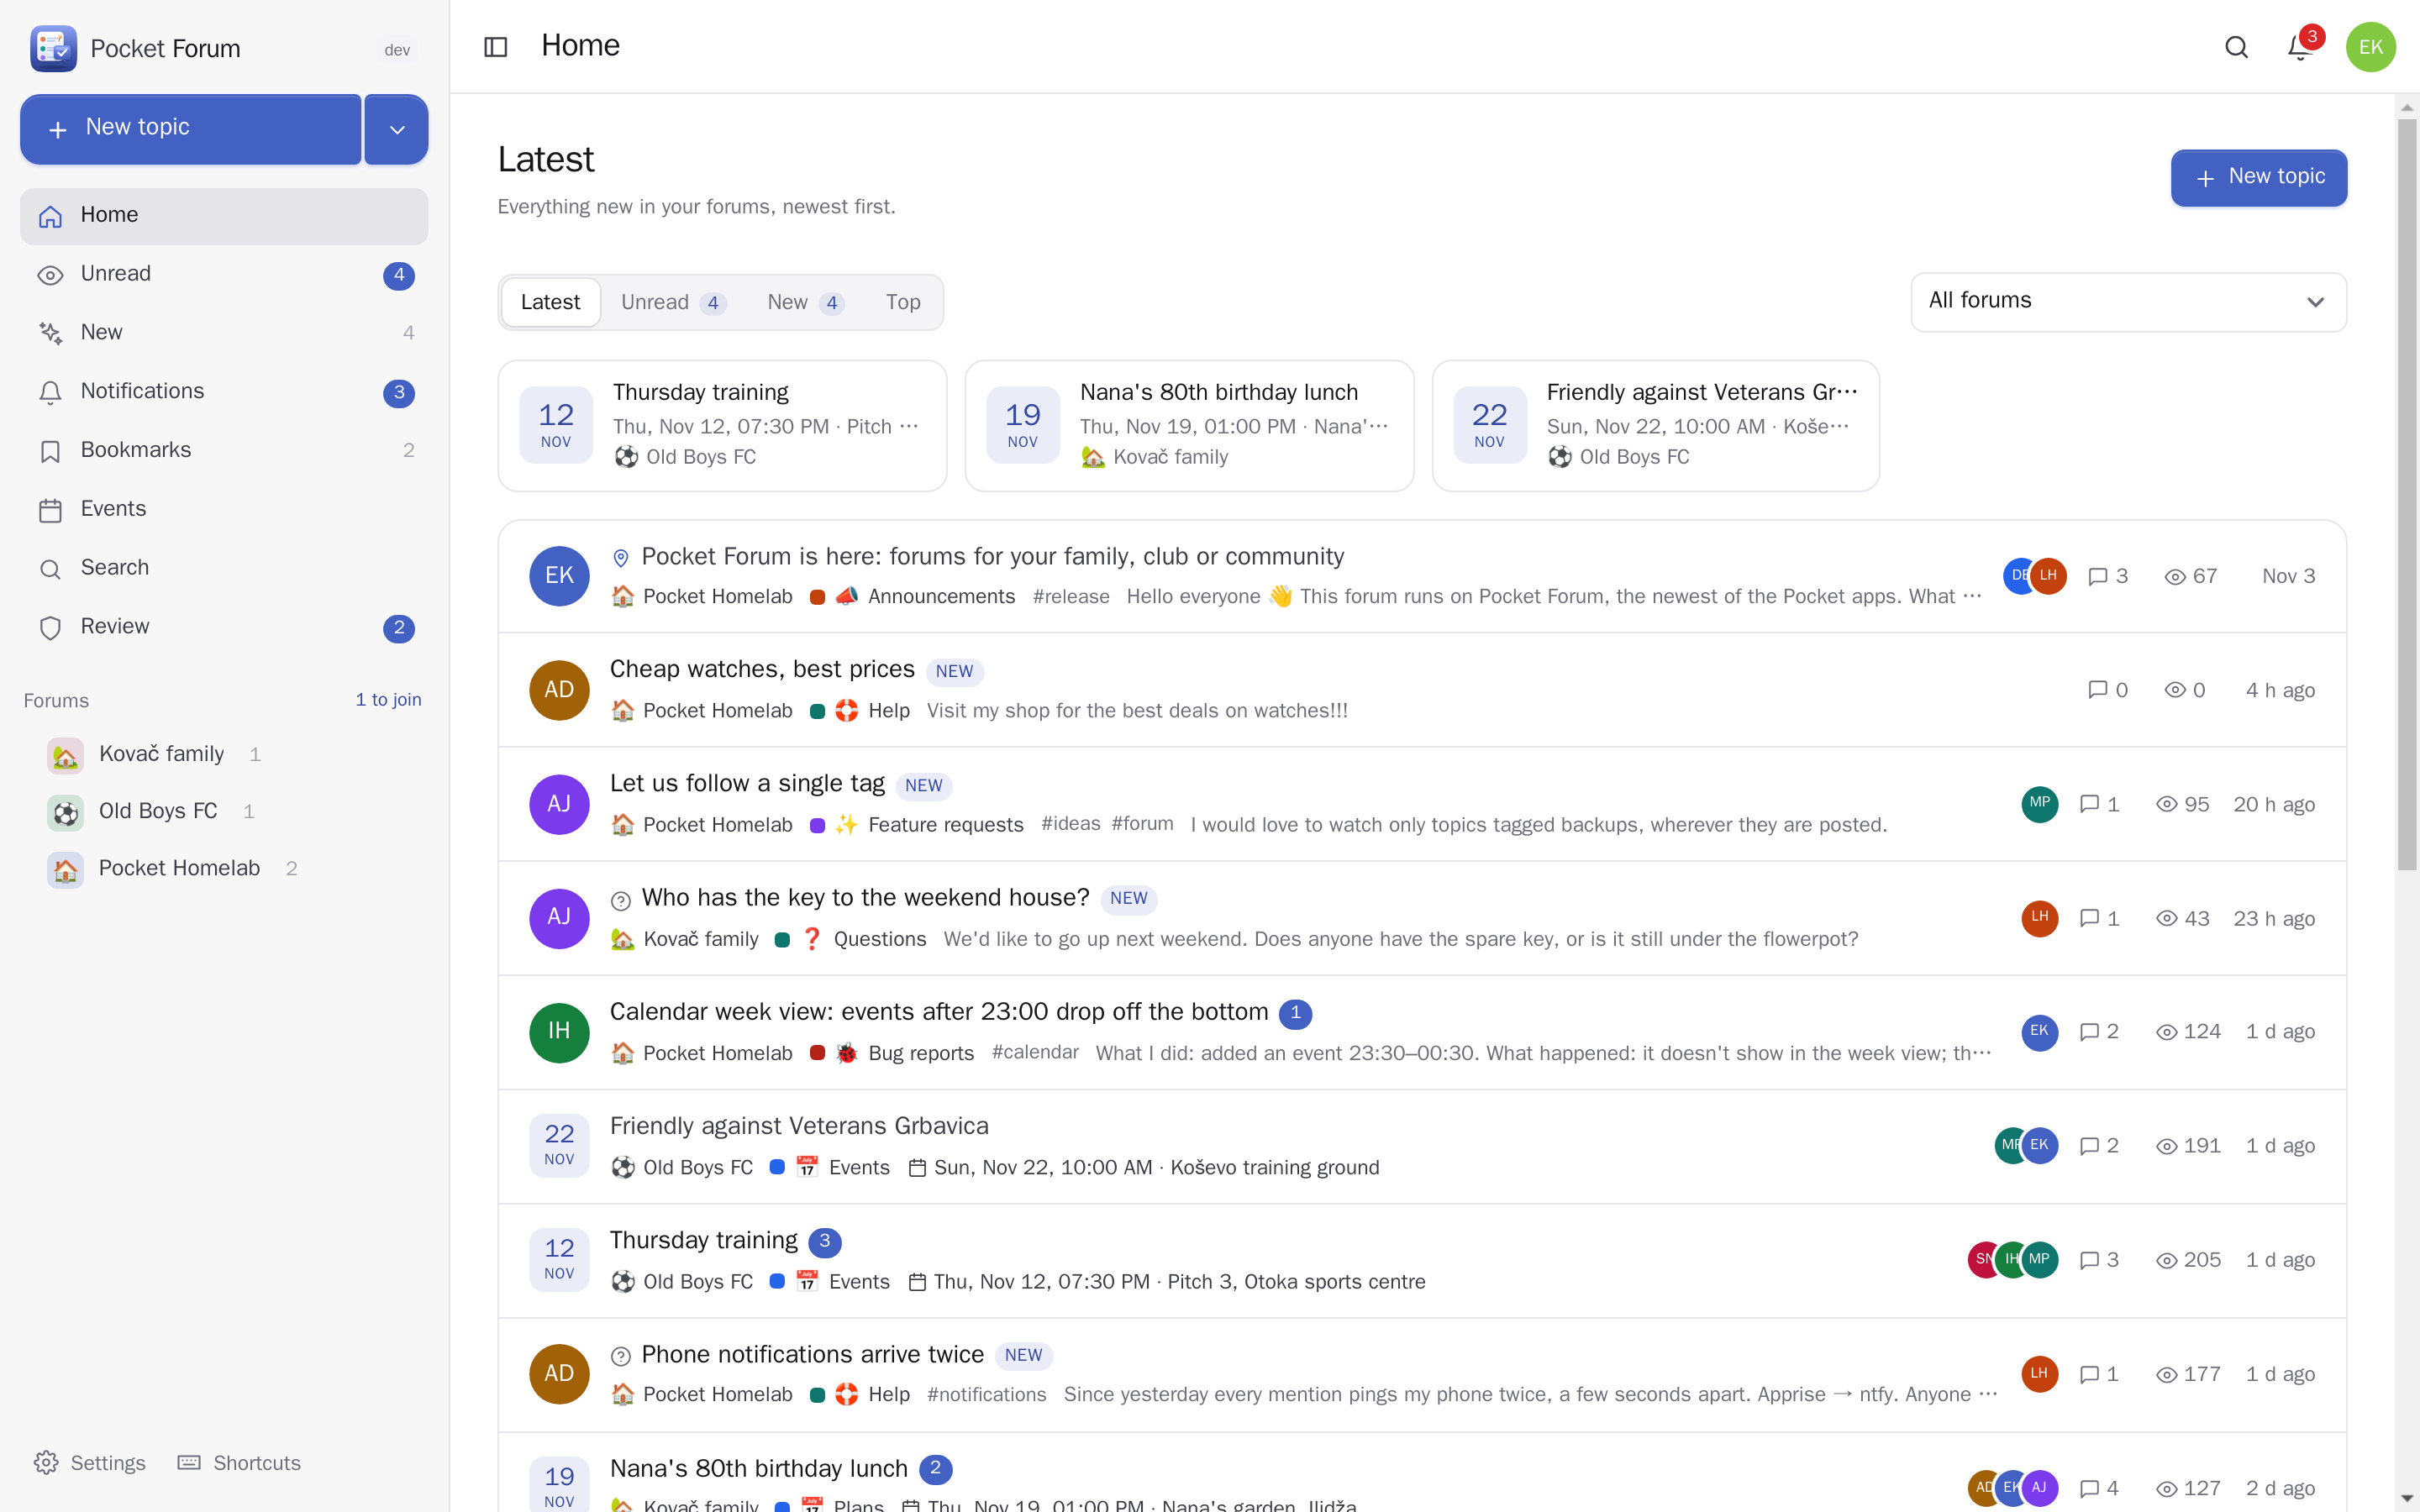 Pocket Forum
dev
New topic
Home
Unread 4
New 4
Notifications 3
Bookmarks 2
Events
Search
Review 2
Forums 1 to join
Kovač family 1
Old Boys FC 1
Pocket Homelab 2
Settings
Shortcuts
Home
3
EK
Latest
Everything new in your forums, newest first.
New topic
Latest Unread 4 New 4 Top
All forums
12 NOV
Thursday training
Thu, Nov 12, 07:30 PM · Pitch ···
Old Boys FC
19 NOV
Nana's 80th birthday lunch
Thu, Nov 19, 01:00 PM · Nana'···
Kovač family
22 NOV
Friendly against Veterans Gr···
Sun, Nov 22, 10:00 AM · Koše···
Old Boys FC
EK
Pocket Forum is here: forums for your family, club or community
Pocket Homelab Announcements #release Hello everyone 👋 This forum runs on Pocket Forum, the newest of the Pocket apps. What ···
LH 3 67 Nov 3
AD
Cheap watches, best prices NEW
Pocket Homelab Help Visit my shop for the best deals on watches!!!
0 0 4 h ago
AJ
Let us follow a single tag NEW
Pocket Homelab ✨ Feature requests #ideas #forum I would love to watch only topics tagged backups, wherever they are posted.
MP 1 95 20 h ago
AJ
Who has the key to the weekend house? NEW
Kovač family ❓ Questions We'd like to go up next weekend. Does anyone have the spare key, or is it still under the flowerpot?
LH 1 43 23 h ago
IH
Calendar week view: events after 23:00 drop off the bottom 1
Pocket Homelab Bug reports #calendar What I did: added an event 23:30–00:30. What happened: it doesn't show in the week view; th···
EK 2 124 1 d ago
22 NOV
Friendly against Veterans Grbavica
Old Boys FC Events Sun, Nov 22, 10:00 AM · Koševo training ground
EK 2 191 1 d ago
12 NOV
Thursday training 3
Old Boys FC Events Thu, Nov 12, 07:30 PM · Pitch 3, Otoka sports centre
MP 3 205 1 d ago
AD
Phone notifications arrive twice NEW
Pocket Homelab Help #notifications Since yesterday every mention pings my phone twice, a few seconds apart. Apprise → ntfy. Anyone ···
LH 1 177 1 d ago
19 NOV
Nana's 80th birthday lunch 2
Kovač family Plans Thu, Nov 19, 01:00 PM · Nana's garden, Ilidža
AJ 4 127 2 d ago